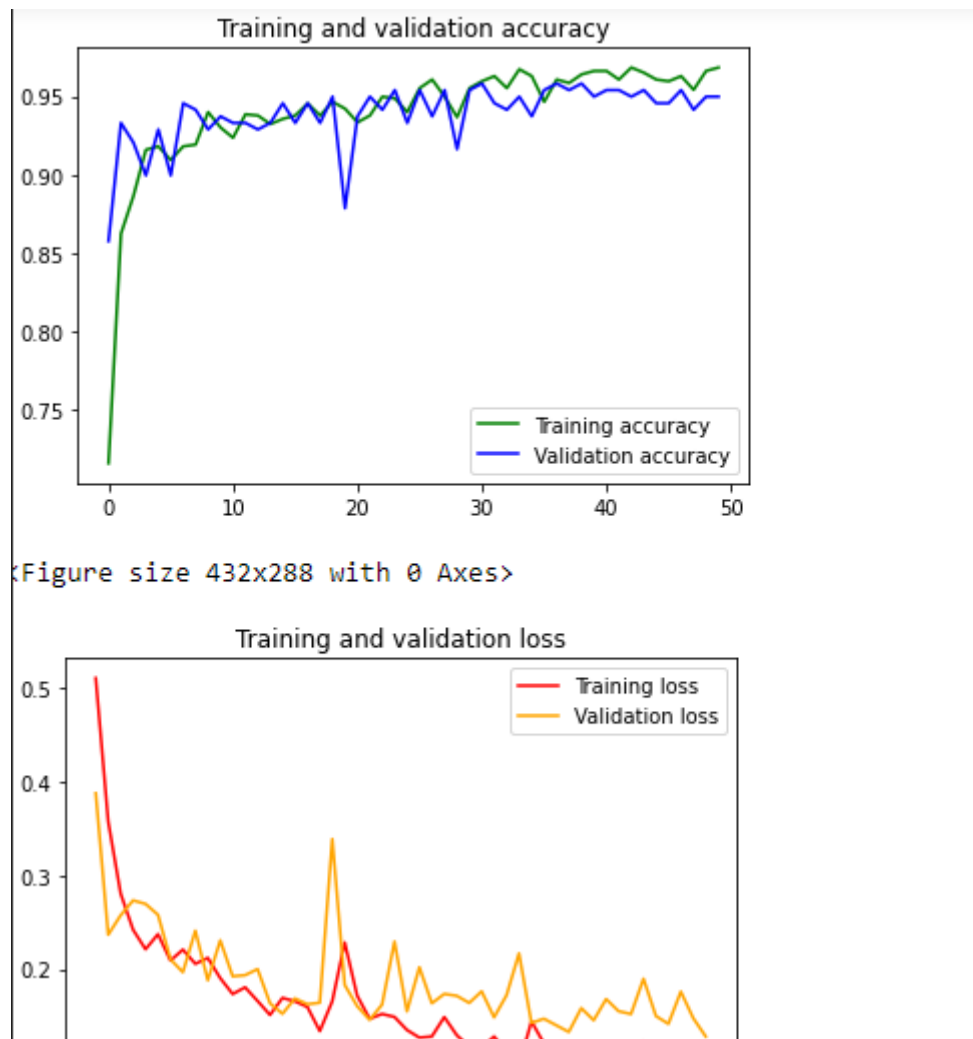 Training and validation accuracy
0.95
0.90
0.85
0.80
0.75
Training accuracy
Validation accuracy
0 10 20 30 40 50
<Figure size 432x288 with 0 Axes>
Training and validation loss
0.5
0.4
0.3
0.2
Training loss
Validation loss